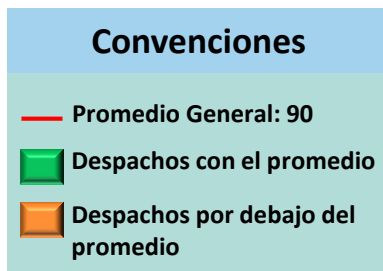 Convenciones
Promedio General: 90
Despachos con el promedio
Despachos por debajo del
promedio